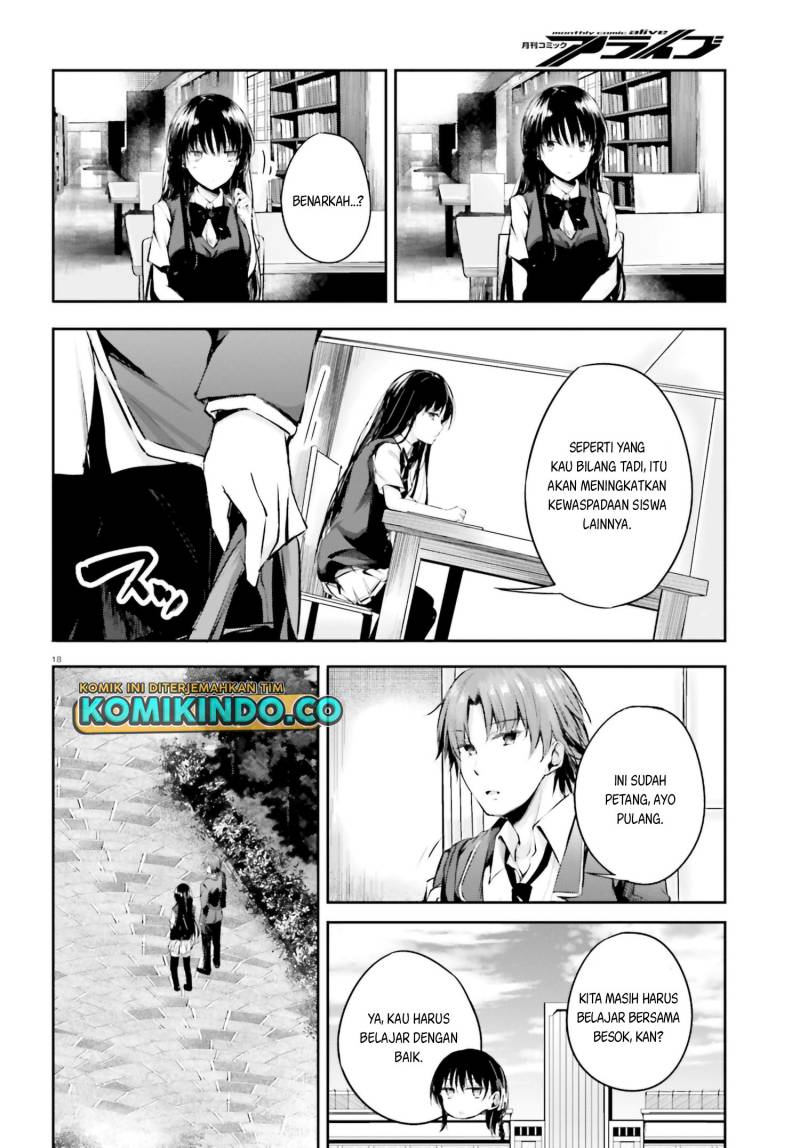 monthly comic alive
月刊コミック
アライブ
BENARKAH...?
SEPERTI YANG
KAU BILANG TADI, ITU
AKAN MENINGKATKAN
KEWASPADAAN SISWA
LAINNYA.
スッ
18
KOMIK INI DITERJEMAHKAN TIM
KOMIKINDO.CO
INI SUDAH
PETANG, AYO
PULANG.
KITA MASIH HARUS
BELAJAR BERSAMA
BESOK, KAN?
YA, KAU HARUS
BELAJAR DENGAN
BAIK.